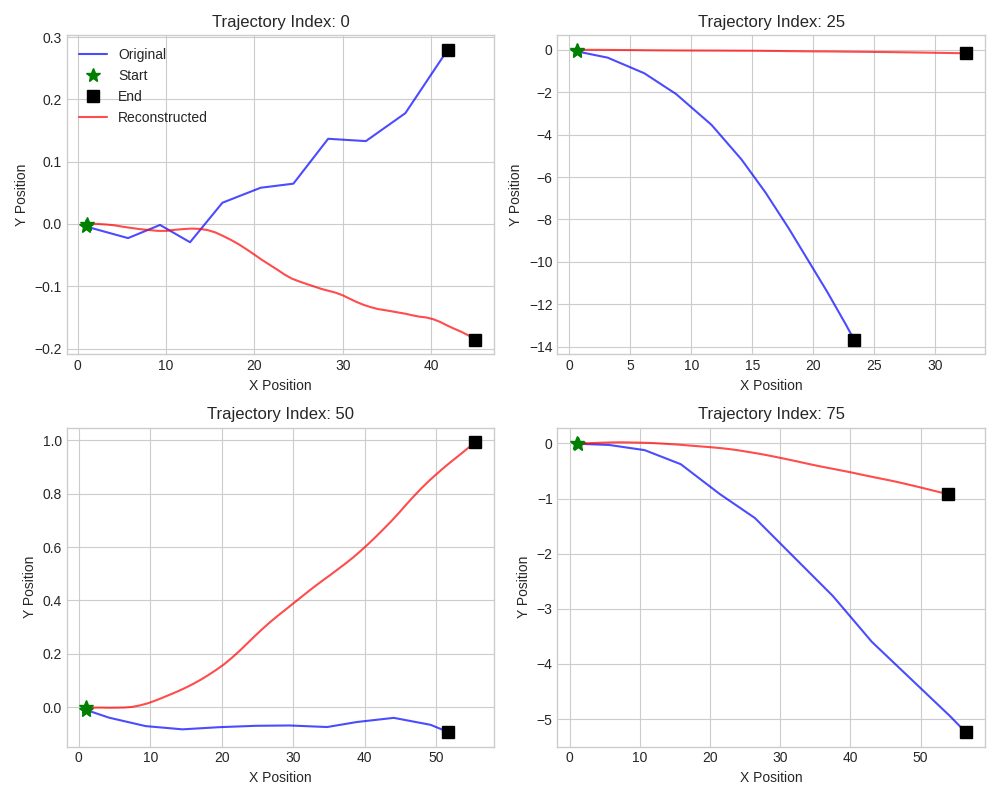 Trajectory Index: 0
0.3
0.2
0.1
0.0
−0.1
−0.2
Y Position
Original
Start
End
Reconstructed
0 10 20 30 40
X Position
Trajectory Index: 25
0
−2
−4
−6
−8
−10
−12
−14
Y Position
0 5 10 15 20 25 30
X Position
Trajectory Index: 50
1.0
0.8
0.6
0.4
0.2
0.0
Y Position
0 10 20 30 40 50
X Position
Trajectory Index: 75
0
−1
−2
−3
−4
−5
Y Position
0 10 20 30 40 50
X Position